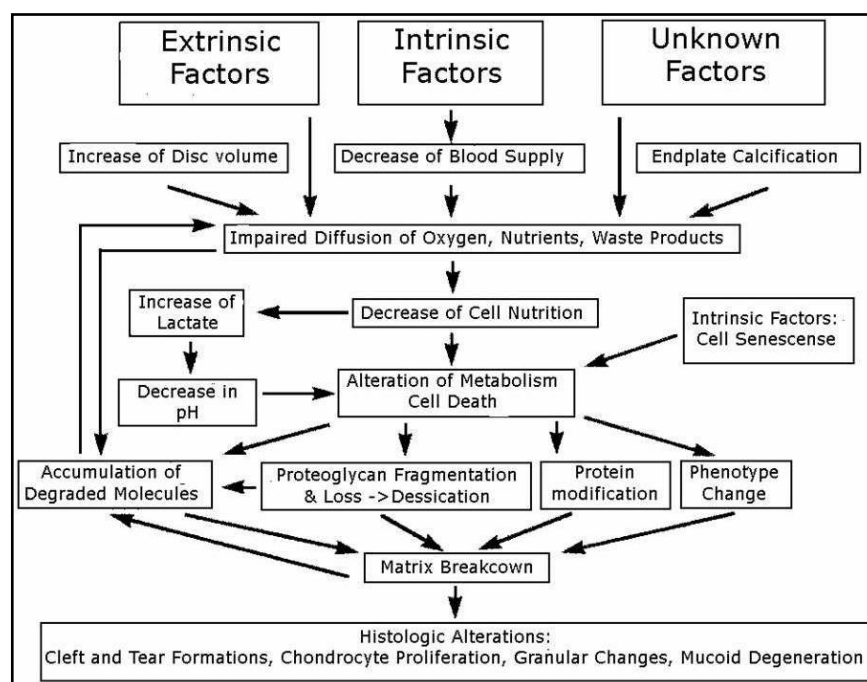 Extrinsic
Factors
Intrinsic
Factors
Unknown
Factors
Increase of Disc volume
Decrease of Blood Supply
Endplate Calcification
Impaired Diffusion of Oxygen, Nutrients, Waste Products
Increase of
Lactate
Decrease of Cell Nutrition
Intrinsic Factors:
Cell Senescense
Decrease in
pH
Alteration of Metabolism
Cell Death
Accumulation of
Degraded Molecules
Proteoglycan Fragmentation
& Loss ->Dessication
Protein
modification
Phenotype
Change
Matrix Breakcown
Histologic Alterations:
Cleft and Tear Formations, Chondrocyte Proliferation, Granular Changes, Mucoid Degeneration